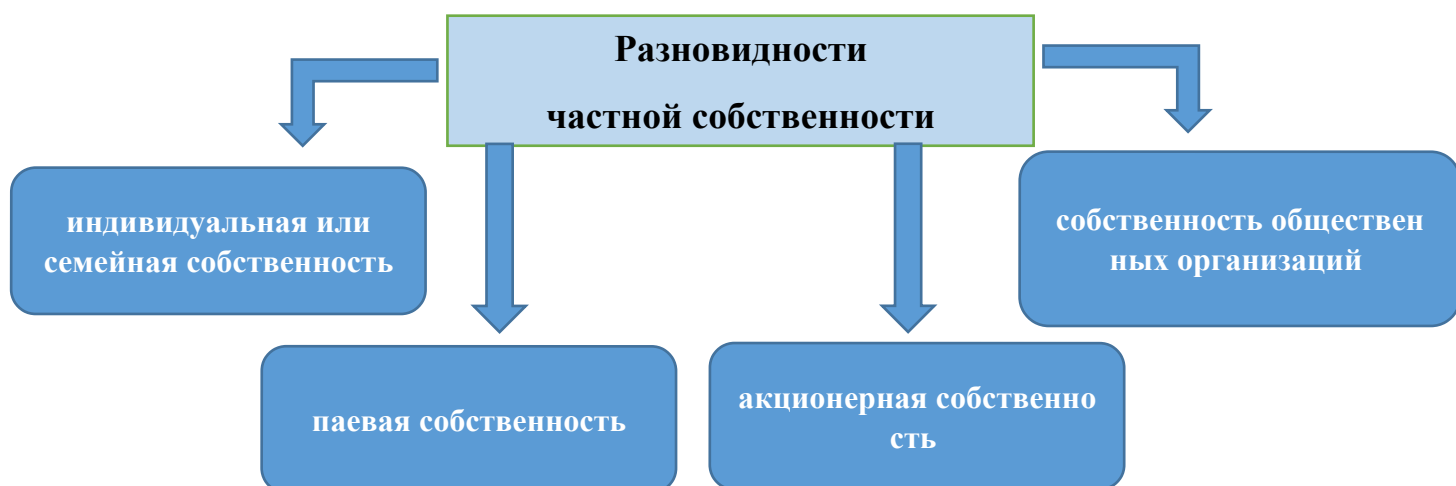 Разновидности
частной собственности
индивидуальная или
семейная собственность
собственность обществен
ных организаций
паевая собственность
акционерная собственно
сть